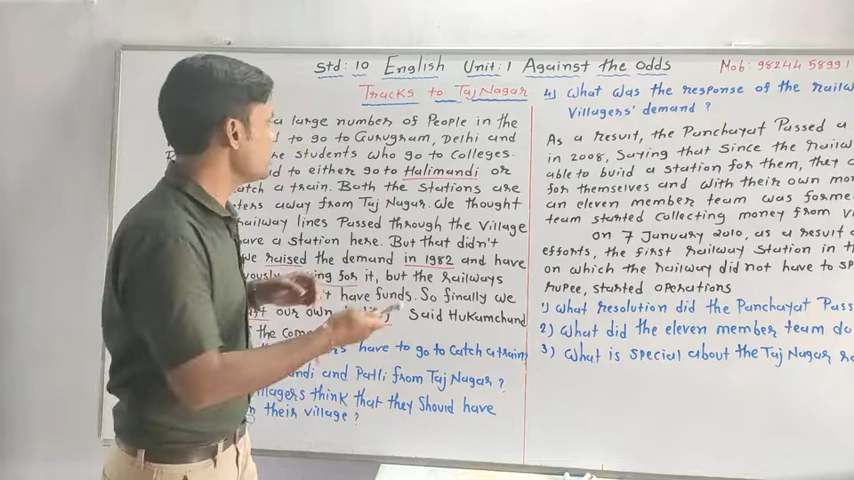 Std: 10 English Unit: 1 Against the odds
Mob: 98244 58991
Tracks to Taj Nagar
a large number of People in the
to go to Gurugram, Delhi and
students who go to Colleges.
to either go to Halimandi or
catch a train. Both the stations are
away from Taj Nagar. We thought
railway lines Passed through the Village
have a station here. But that didn't
we raised the demand in 1982 and have
for it, but the railways
have funds. So finally we
our own Said Hukamchand
the
have to go to catch a train?
and Patli from Taj Nagar?
villagers think that they should have
in their village?
4) What was the response of the
Villagers' demand?
As a result, the Panchayat Passed a
in 2008, Saying that since the
able to build a station for them, they
for themselves and with their own
an eleven member team was
team started collecting money from
on 7 January 2010, as a result
efforts, the first railway station in
on which the railway did not have to
rupee, started operations
1) What resolution did the Panchayat
2) What did the eleven member team do
3) What is special about the Taj Nagar